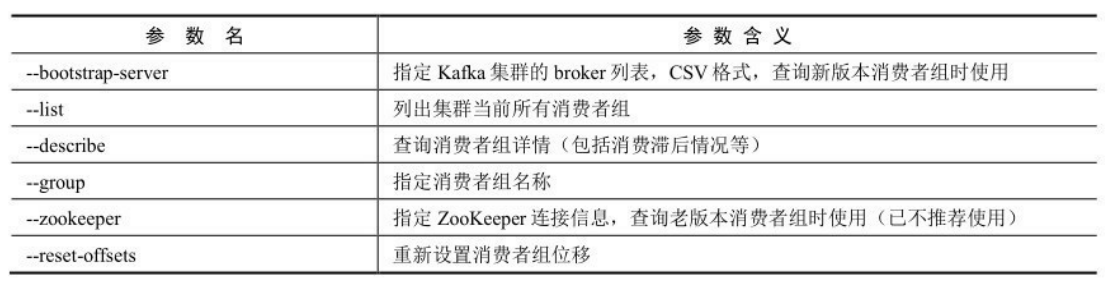 参 数 名 参 数 含 义
--bootstrap-server 指定 Kafka 集群的 broker 列表，CSV 格式，查询新版本消费者组时使用
--list 列出集群当前所有消费者组
--describe 查询消费者组详情（包括消费滞后情况等）
--group 指定消费者组名称
--zookeeper 指定 ZooKeeper 连接信息，查询老版本消费者组时使用（已不推荐使用）
--reset-offsets 重新设置消费者组位移